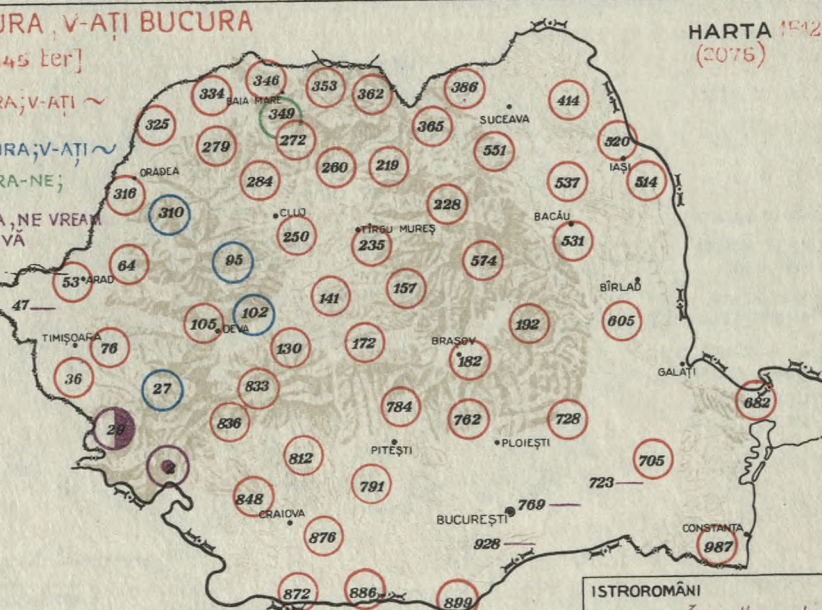 URA, V-AȚI BUCURA
HARTA 1942
(2076)
45 ter]
RA; V-AȚI ~
URA; V-AȚI ~
RA-NE;
A, NE VREAM
VĂ
346
353
362
386
334
BAIA MARE
349
414
SUCEAVA
325
279
272
365
551
520
IAȘI
260
219
514
ORADEA
316
284
537
310
CLUJ
228
250
TÎRGU MUREȘ
235
BACĂU
531
64
95
574
53
ARAD
157
BÎRLAD
141
47
102
105
DEVA
192
605
TIMIȘOARA
76
130
172
BRAȘOV
182
GALAȚI
36
27
833
784
762
728
682
29
836
PITEȘTI
PLOIEȘTI
812
705
2
791
723
848
CRAIOVA
769
BUCUREȘTI
876
928
CONSTANȚA
987
872
886
899
ISTROROMÂNI